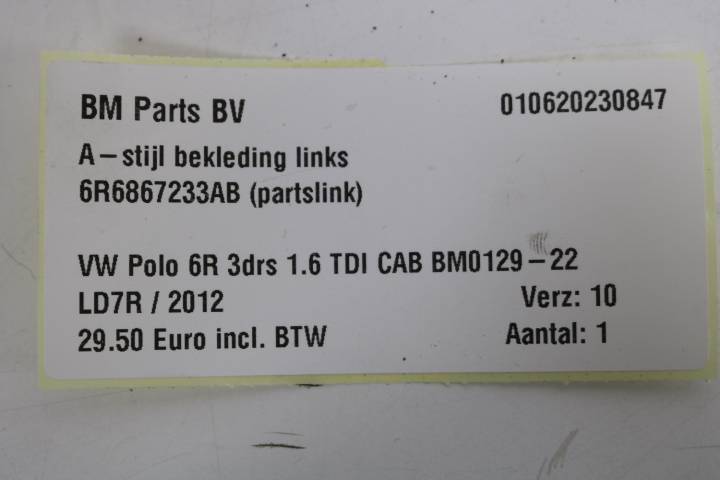 BM Parts BV 010620230847
A-stijl bekleding links
6R6867233AB (partslink)
VW Polo 6R 3drs 1.6 TDI CAB BM0129-22
LD7R / 2012 Verz: 10
29.50 Euro incl. BTW Aantal: 1